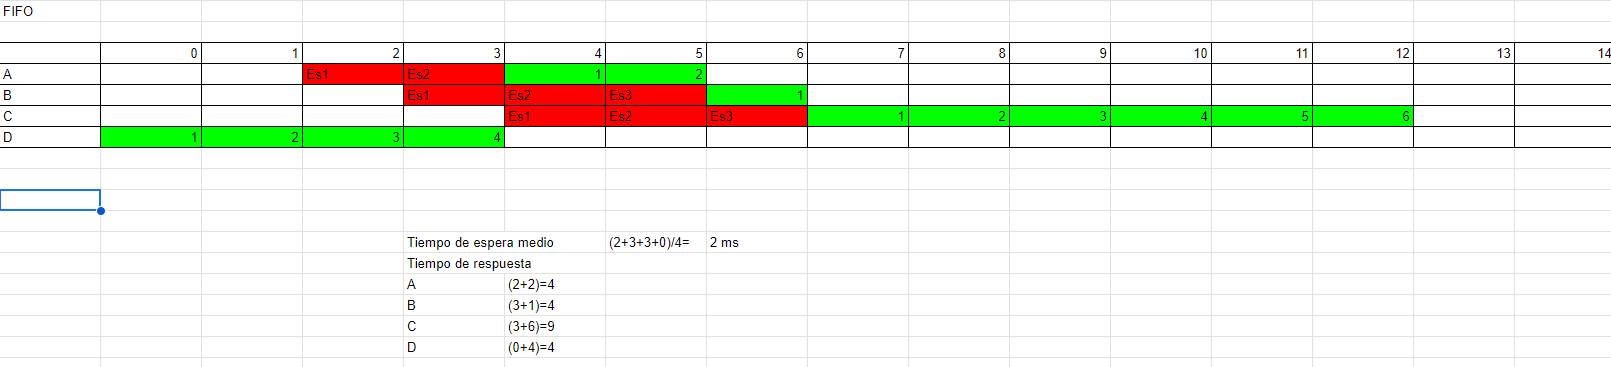 FIFO
0 1 2 3 4 5 6 7 8 9 10 11 12 13 14
A Es1 Es2 1 2
B Es1 Es2 Es3 1
C Es1 Es2 Es3 1 2 3 4 5 6
D 1 2 3 4
Tiempo de espera medio (2+3+3+0)/4= 2 ms
Tiempo de respuesta
A (2+2)=4
B (3+1)=4
C (3+6)=9
D (0+4)=4